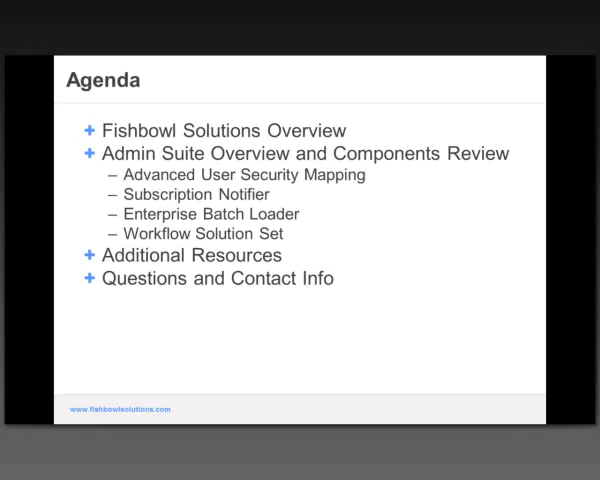 Agenda
Fishbowl Solutions Overview
Admin Suite Overview and Components Review
– Advanced User Security Mapping
– Subscription Notifier
– Enterprise Batch Loader
– Workflow Solution Set
Additional Resources
Questions and Contact Info
www.fishbowlsolutions.com